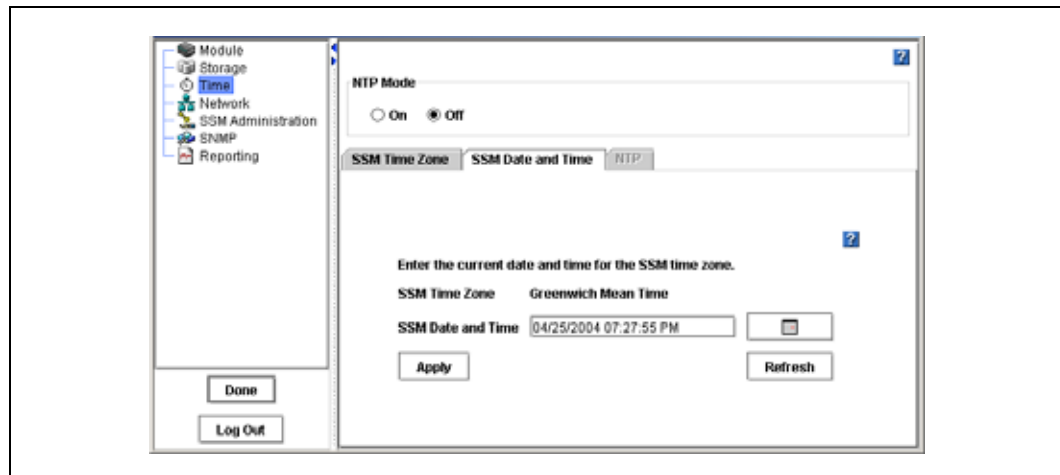 Module
Storage
Time
Network
SSM Administration
SNMP
Reporting
Done
Log Out
?
NTP Mode
On Off
SSM Time Zone SSM Date and Time NTP
?
Enter the current date and time for the SSM time zone.
SSM Time Zone Greenwich Mean Time
SSM Date and Time 04/25/2004 07:27:55 PM
Apply Refresh